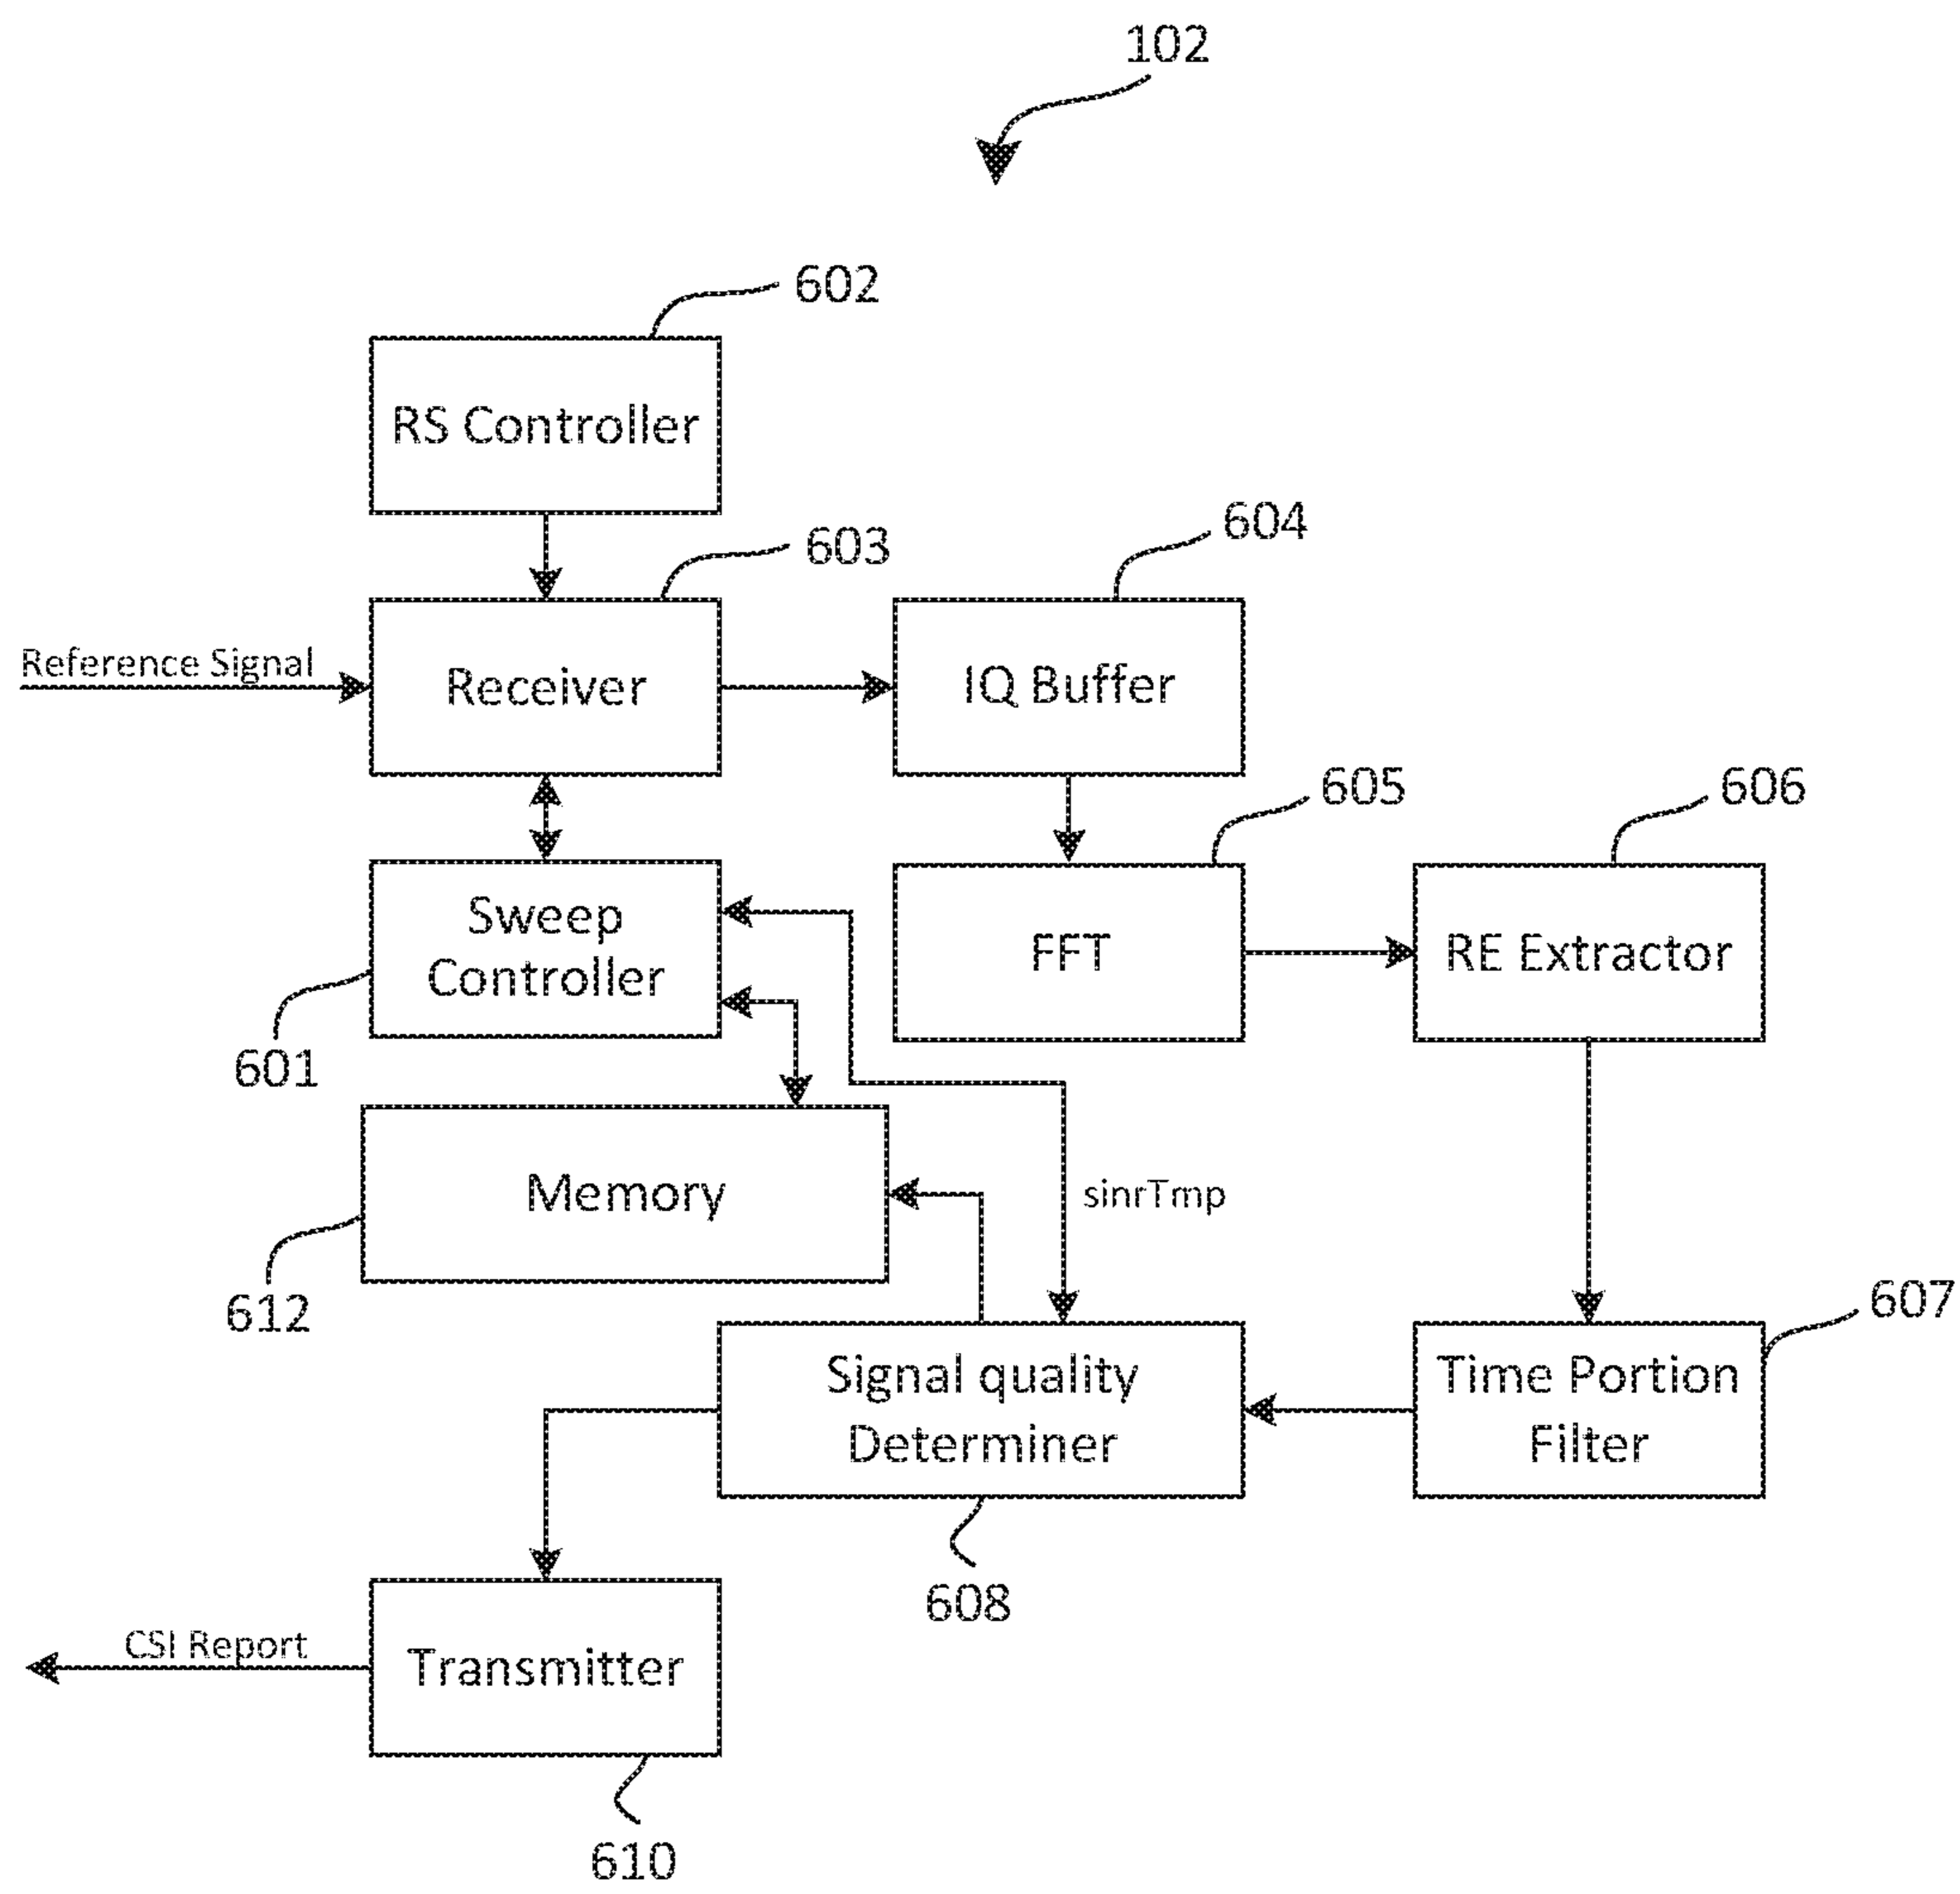 102
602
RS Controller
603
604
Reference Signal
Receiver
IQ Buffer
605
606
Sweep
Controller
FFT
RE Extractor
601
Memory
sinrTmp
612
607
Signal quality
Determiner
Time Portion
Filter
608
CSI Report
Transmitter
610